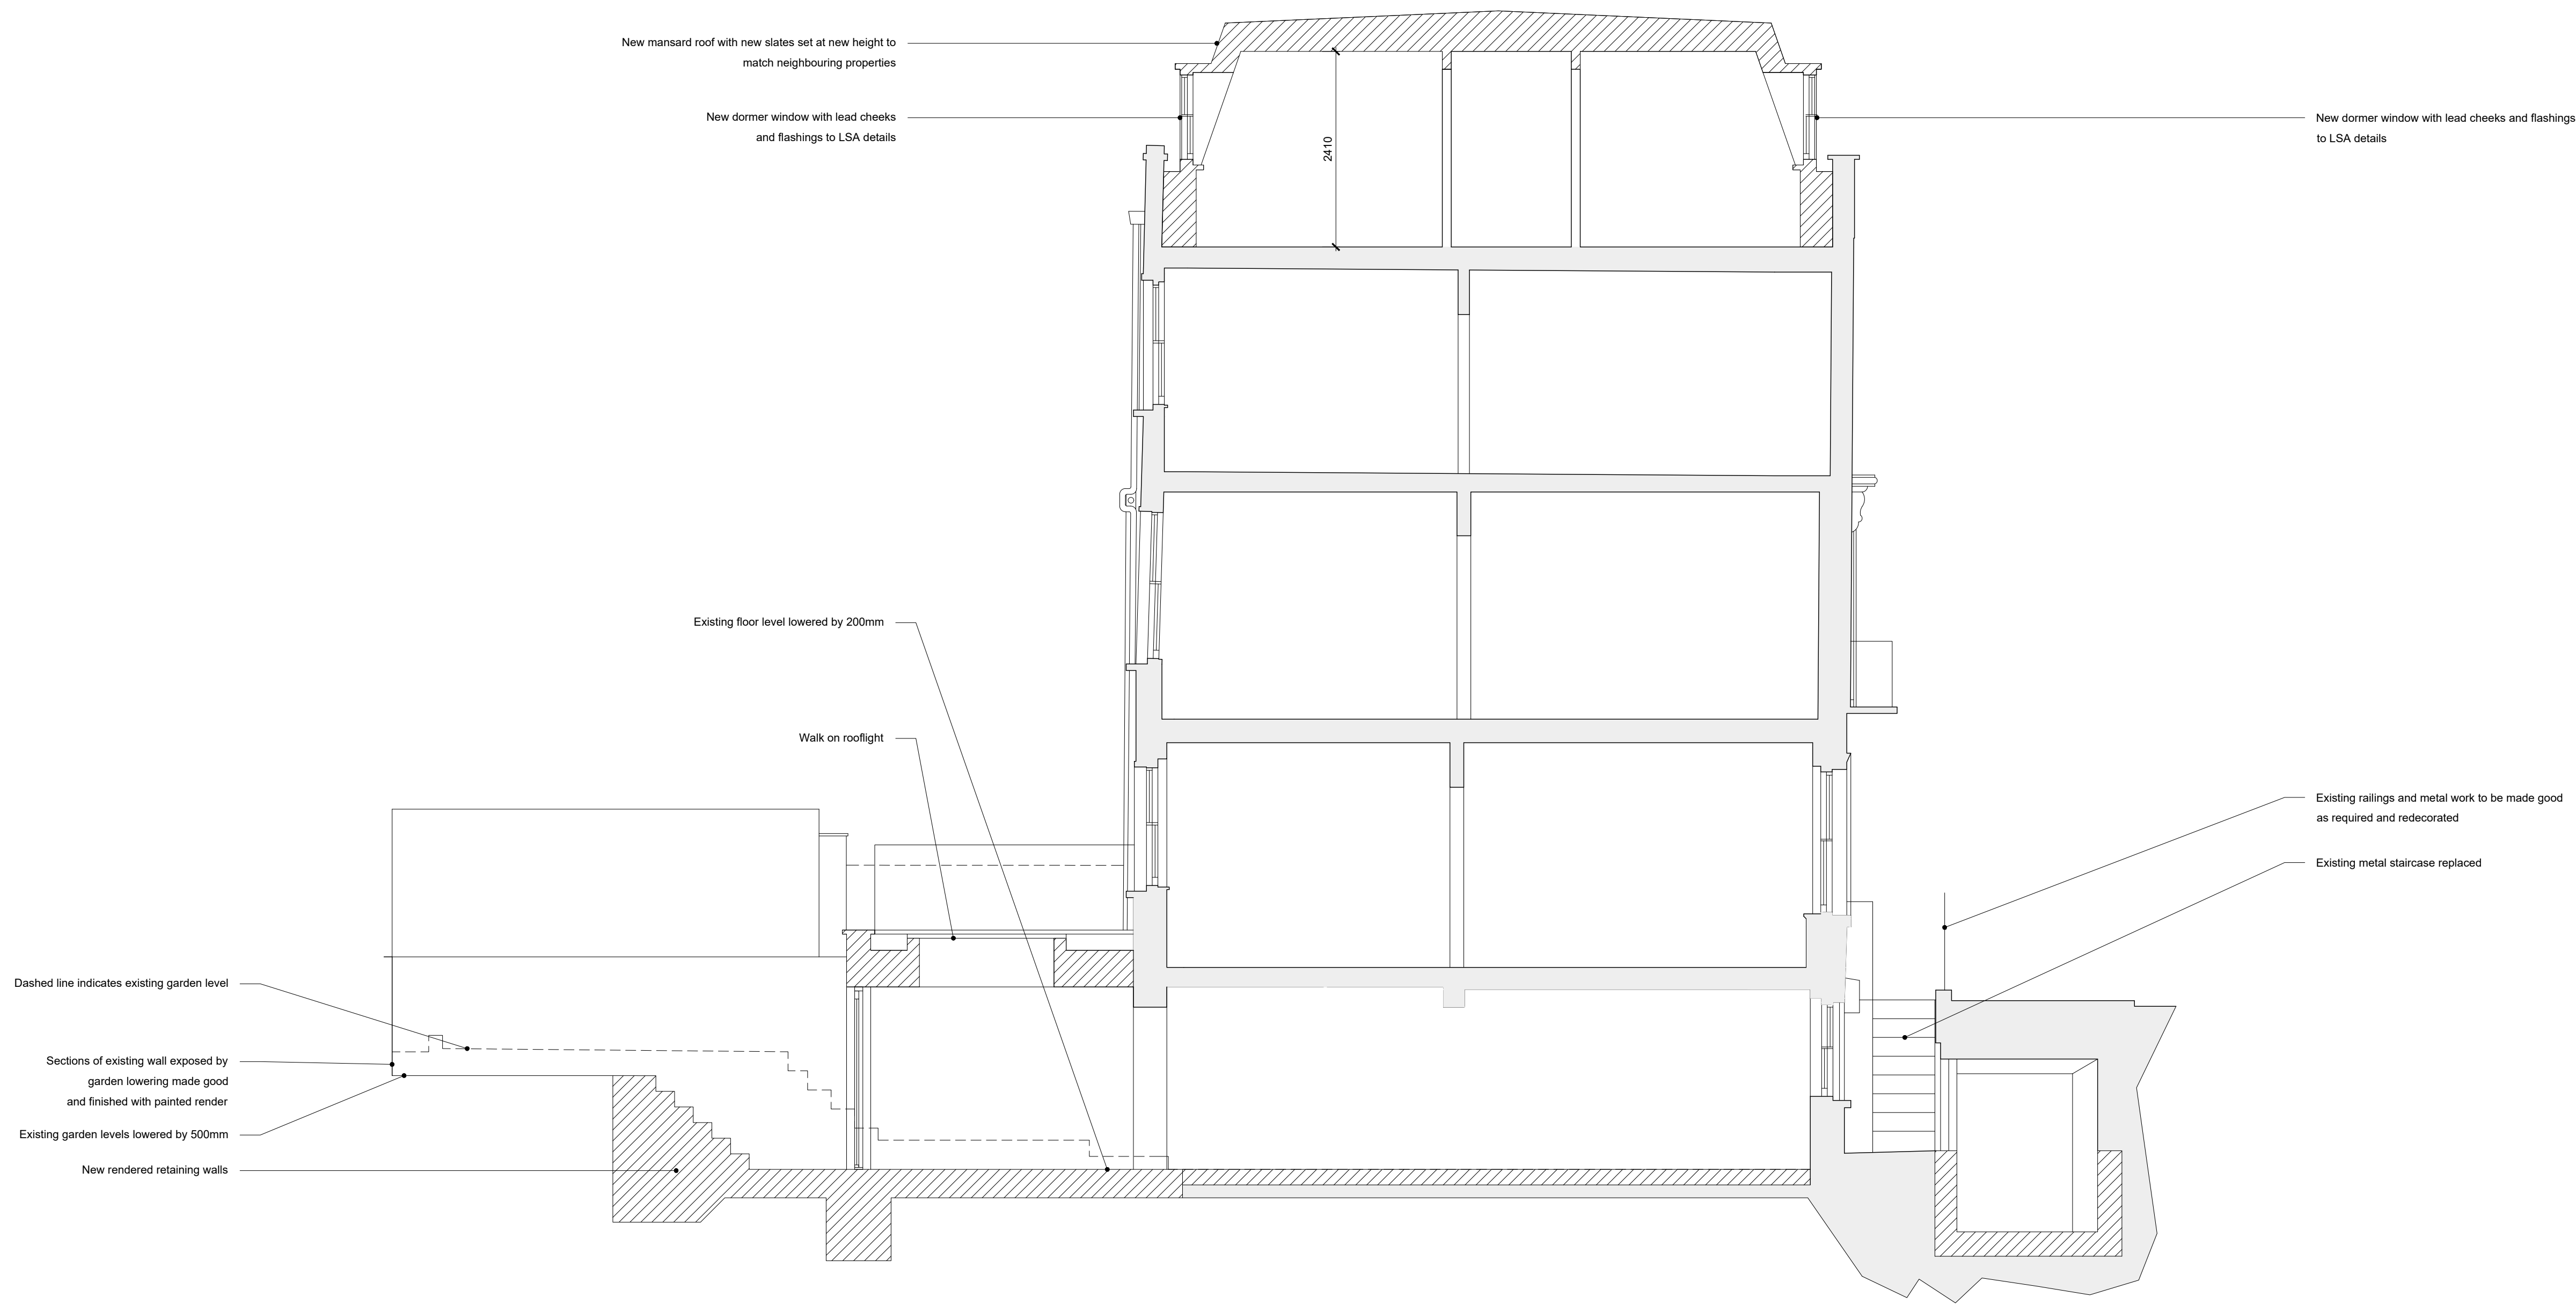 New mansard roof with new slates set at new height to
match neighbouring properties
New dormer window with lead cheeks
and flashings to LSA details
2410
New dormer window with lead cheeks and flashings
to LSA details
Existing floor level lowered by 200mm
Walk on rooflight
Existing railings and metal work to be made good
as required and redecorated
Existing metal staircase replaced
Dashed line indicates existing garden level
Sections of existing wall exposed by
garden lowering made good
and finished with painted render
Existing garden levels lowered by 500mm
New rendered retaining walls